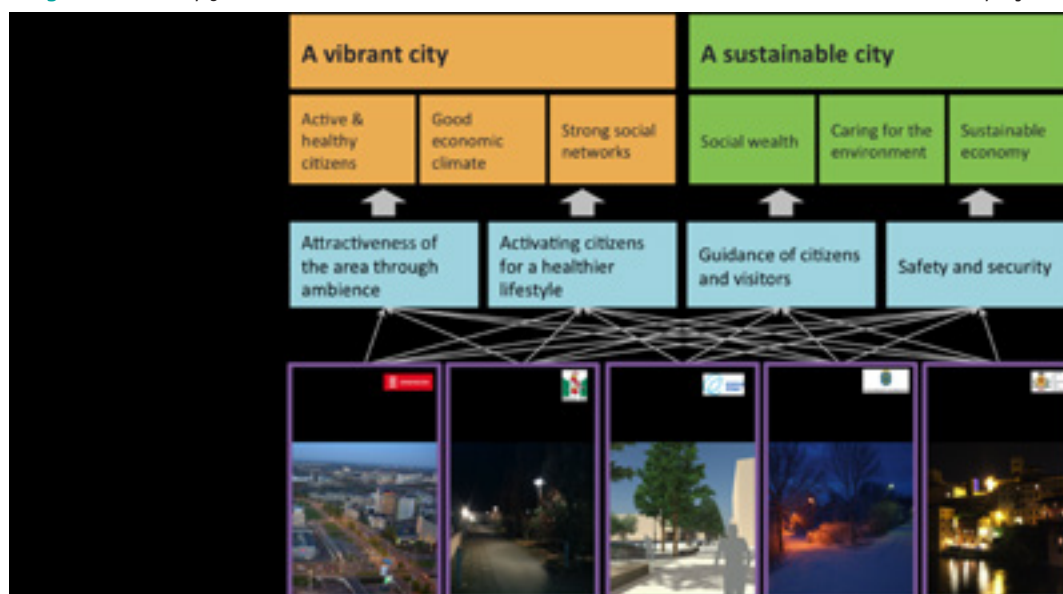 A vibrant city
A sustainable city
Active &
healthy
citizens
Good
economic
climate
Strong social
networks
Social wealth
Caring for the
environment
Sustainable
economy
Attractiveness of
the area through
ambience
Activating citizens
for a healthier
lifestyle
Guidance of citizens
and visitors
Safety and security